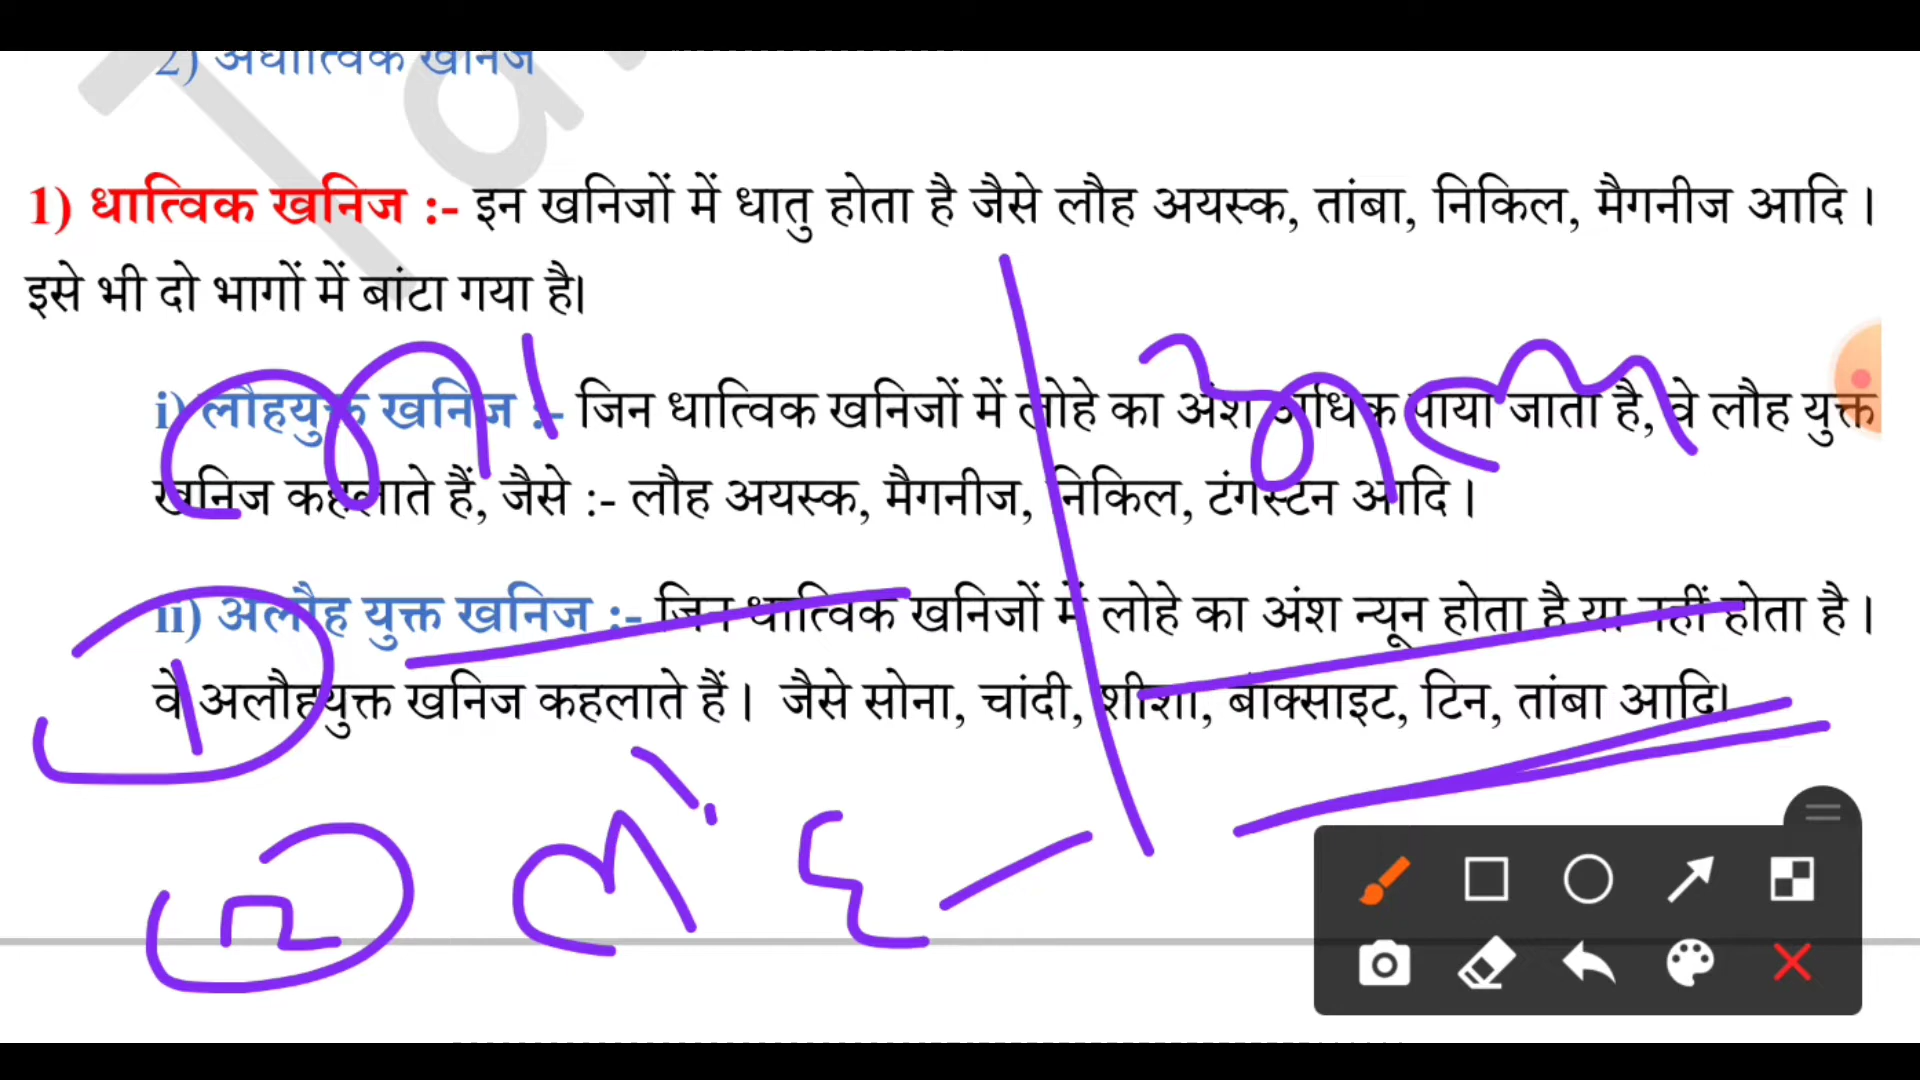 2) अधात्विक खनिज
1) धात्विक खनिज :- इन खनिजों में धातु होता है जैसे लौह अयस्क, तांबा, निकिल, मैगनीज आदि ।
इसे भी दो भागों में बांटा गया है।
i) लौहयुक्त खनिज :- जिन धात्विक खनिजों में लोहे का अंश अधिक पाया जाता है, वे लौह युक्त
खनिज कहलाते हैं, जैसे :- लौह अयस्क, मैगनीज, निकिल, टंगस्टन आदि ।
ii) अलौह युक्त खनिज :- जिन धात्विक खनिजों में लोहे का अंश न्यून होता है या नहीं होता है ।
वे अलौहयुक्त खनिज कहलाते हैं । जैसे सोना, चांदी, शीशा, बॉक्साइट, टिन, तांबा आदि।